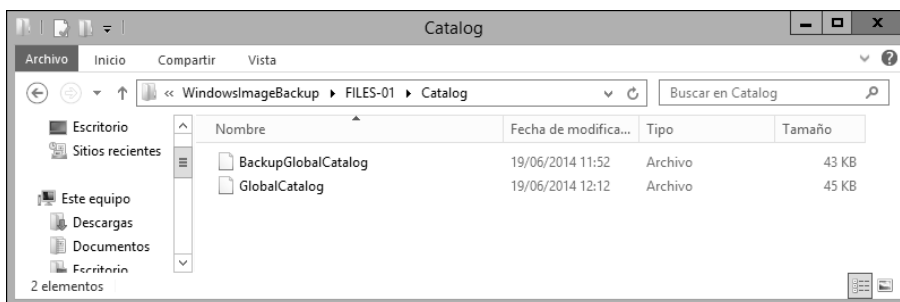 Catalog
Archivo Inicio Compartir Vista
« WindowsImageBackup FILES-01 Catalog Buscar en Catalog
Escritorio Nombre Fecha de modifica... Tipo Tamaño
Sitios recientes BackupGlobalCatalog 19/06/2014 11:52 Archivo 43 KB
GlobalCatalog 19/06/2014 12:12 Archivo 45 KB
Este equipo
Descargas
Documentos
Escritorio
2 elementos